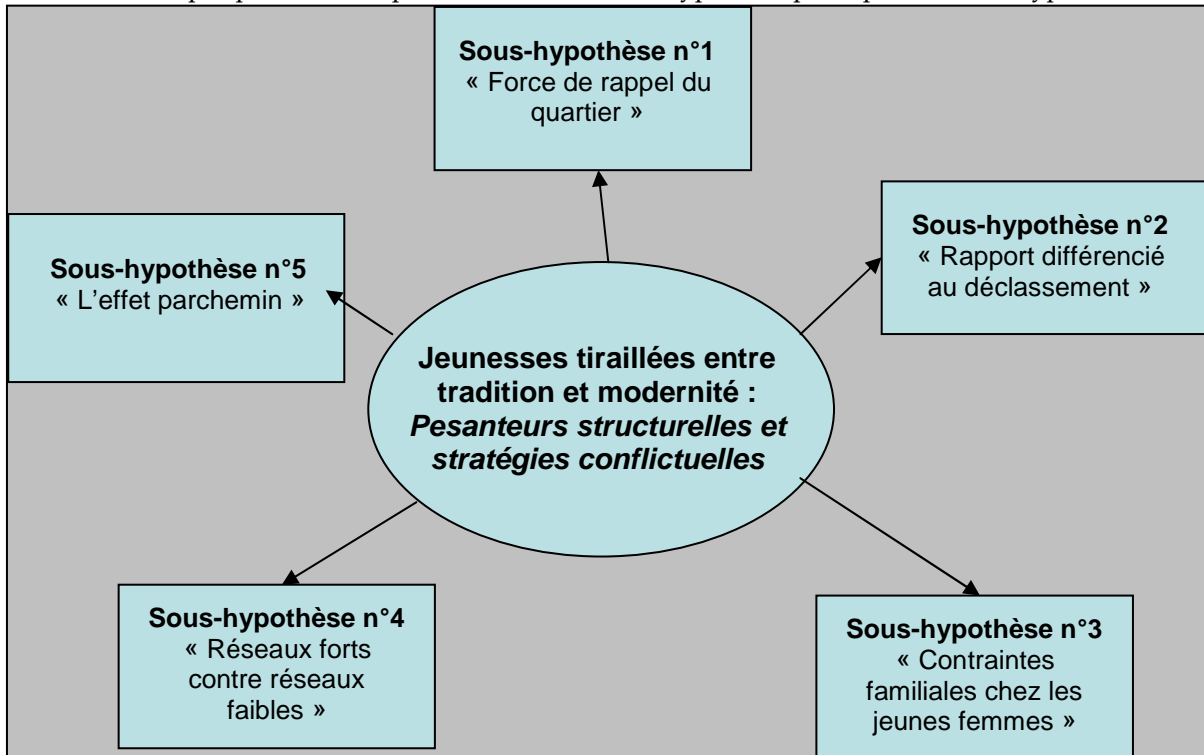 Sous-hypothèse n°1
« Force de rappel du
quartier »
Sous-hypothèse n°2
« Rapport différencié
au déclassement »
Sous-hypothèse n°5
« L'effet parchemin »
Jeunesses tiraillées entre
tradition et modernité :
Pesanteurs structurelles et
stratégies conflictuelles
Sous-hypothèse n°4
« Réseaux forts
contre réseaux
faibles »
Sous-hypothèse n°3
« Contraintes
familiales chez les
jeunes femmes »